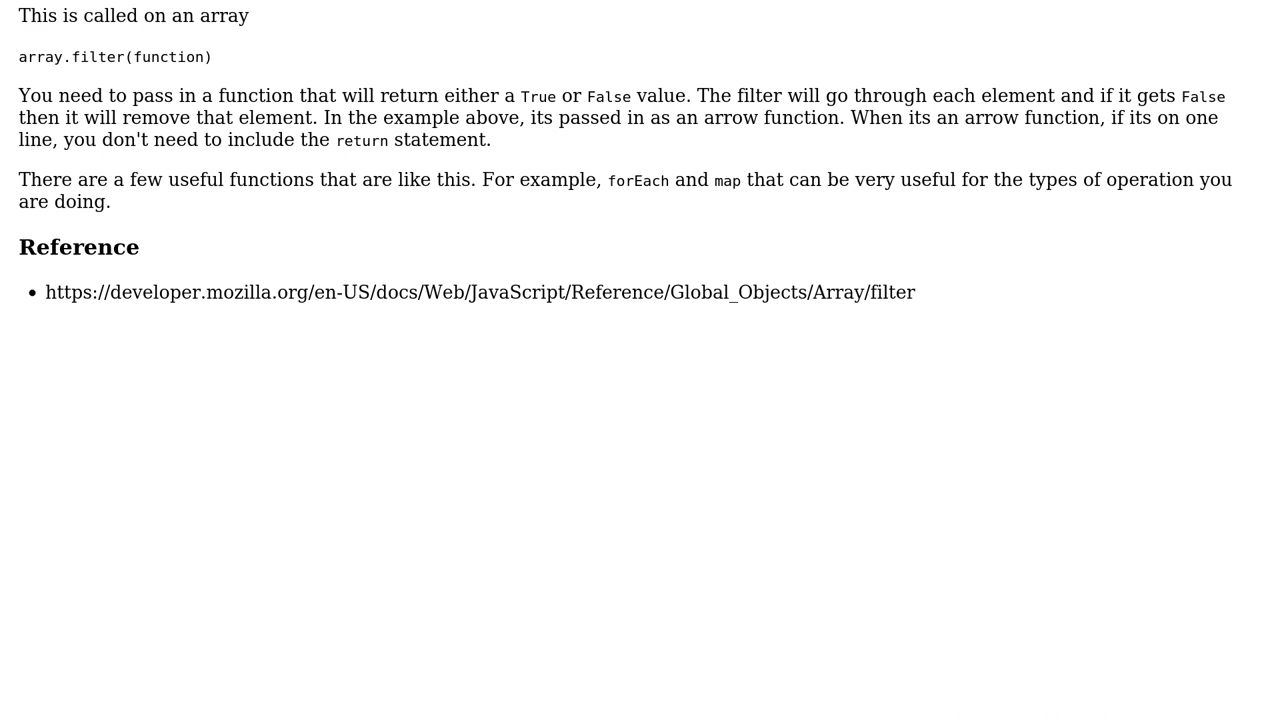 This is called on an array
array.filter(function)
You need to pass in a function that will return either a True or False value. The filter will go through each element and if it gets False
then it will remove that element. In the example above, its passed in as an arrow function. When its an arrow function, if its on one
line, you don't need to include the return statement.
There are a few useful functions that are like this. For example, forEach and map that can be very useful for the types of operation you
are doing.
Reference
• https://developer.mozilla.org/en-US/docs/Web/JavaScript/Reference/Global_Objects/Array/filter